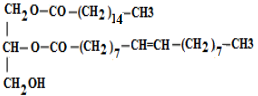 CH₂O-CO-(CH₂)₁₄-CH3
|
CH-O-CO-(CH₂)₇-CH=CH-(CH₂)₇-CH3
|
CH₂OH